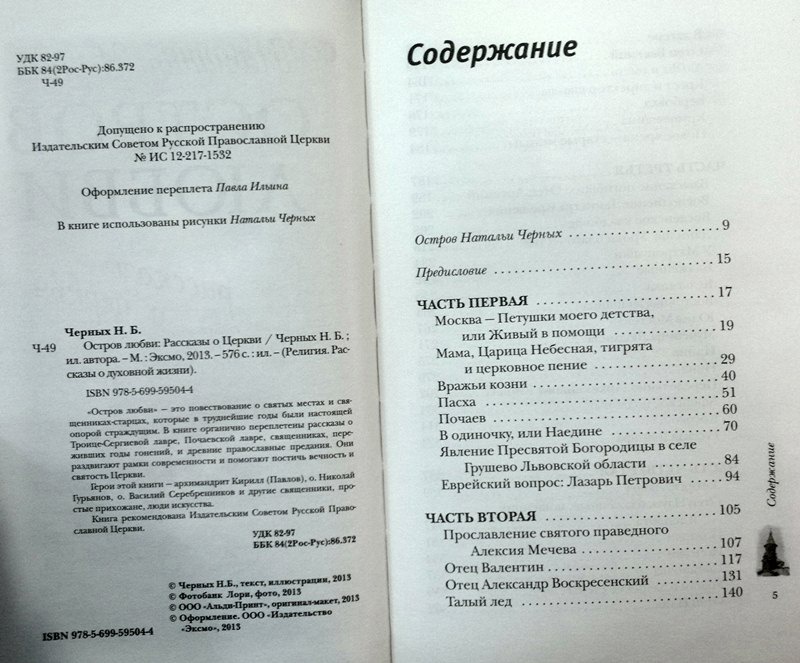 УДК 82-97
ББК 84(2Рос-Рус):86.372
Ч-49
Допущено к распространению
Издательским Советом Русской Православной Церкви
№ ИС 12-217-1532
Оформление переплета Павла Ильина
В книге использованы рисунки Натальи Черных
Черных Н. Б.
Ч-49 Остров любви: Рассказы о Церкви / Черных Н. Б. ;
ил. автора. – М. : Эксмо, 2013. – 576 с. : ил. – (Религия. Рас-
сказы о духовной жизни).
ISBN 978-5-699-59504-4
«Остров любви» – это повествование о святых местах и свя-
щенниках-старцах, которые в труднейшие годы были настоящей
опорой страждущим. В книге органично переплетены рассказы о
Троице-Сергиевой лавре, Почаевской лавре, священниках, пере-
живших годы гонений, и древние православные предания. Они
раздвигают рамки современности и помогают постичь вечность и
святость Церкви.
Герои этой книги – архимандрит Кирилл (Павлов), о. Николай
Гурьянов, о. Василий Серебренников и другие священники, про-
стые прихожане, люди искусства.
Книга рекомендована Издательским Советом Русской Право-
славной Церкви.
УДК 82-97
ББК 84(2Рос-Рус):86.372
© Черных Н.Б., текст, иллюстрации, 2013
© Фотобанк Лори, фото, 2013
© ООО «Альди-Принт», оригинал-макет, 2013
© Оформление. ООО «Издательство
«Эксмо», 2013
ISBN 978-5-699-59504-4
Содержание
Остров Натальи Черных ..................... 9
Предисловие ..................... 15
ЧАСТЬ ПЕРВАЯ ..................... 17
Москва – Петушки моего детства,
или Живый в помощи ............. 19
Мама, Царица Небесная, тигрята
и церковное пение ............... 29
Вражьи козни ..................... 40
Пасха ............................. 51
Почаев ........................... 60
В одиночку, или Наедине ............. 70
Явление Пресвятой Богородицы в селе
Грушево Львовской области ........ 84
Еврейский вопрос: Лазарь Петрович ..... 94
ЧАСТЬ ВТОРАЯ ..................... 105
Прославление святого праведного
Алексия Мечева ................. 107
Отец Валентин ..................... 117
Отец Александр Воскресенский ......... 131
Талый лед ......................... 140
Содержание
5